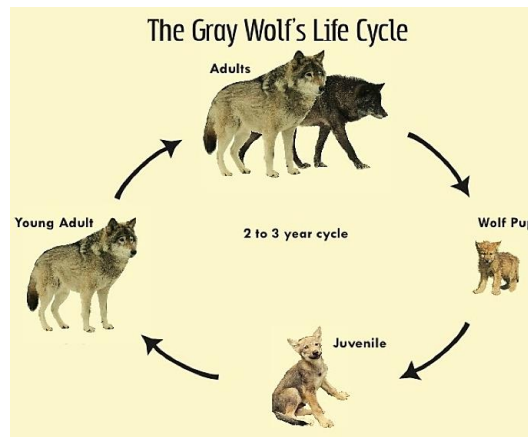 The Gray Wolf's Life Cycle
Adults
Young Adult
2 to 3 year cycle
Wolf Pup
Juvenile